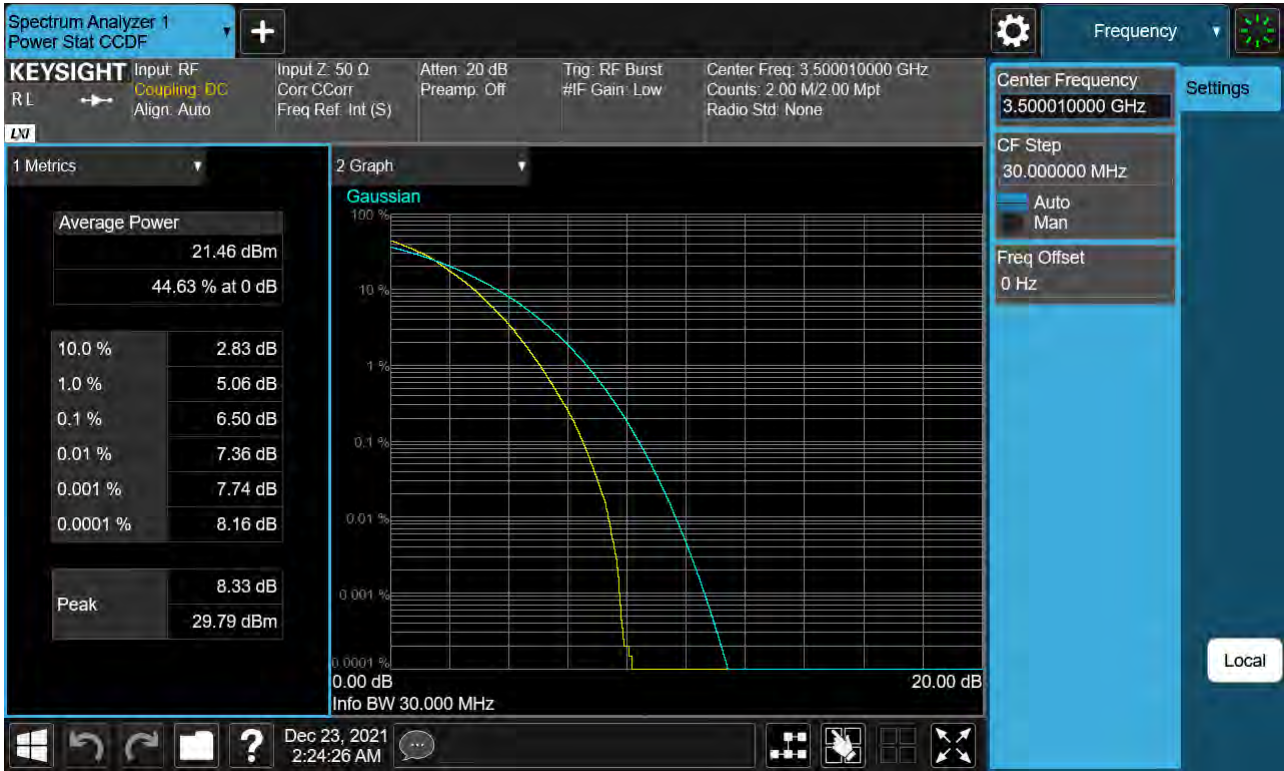 Spectrum Analyzer 1
Power Stat CCDF
Frequency
KEYSIGHT
RL
LXI
Input: RF
Coupling: DC
Align: Auto
Input Z: 50 Ω
Corr CCorr
Freq Ref: Int (S)
Atten: 20 dB
Preamp: Off
Trig: RF Burst
#IF Gain: Low
Center Freq: 3.500010000 GHz
Counts: 2.00 M/2.00 Mpt
Radio Std: None
Center Frequency
3.500010000 GHz
Settings
CF Step
30.000000 MHz
Auto
Man
Freq Offset
0 Hz
1 Metrics
Average Power
21.46 dBm
44.63 % at 0 dB
10.0 % 2.83 dB
1.0 % 5.06 dB
0.1 % 6.50 dB
0.01 % 7.36 dB
0.001 % 7.74 dB
0.0001 % 8.16 dB
Peak
8.33 dB
29.79 dBm
2 Graph
Gaussian
100 %
10 %
1 %
0.1 %
0.01 %
0.001 %
0.0001 %
0.00 dB 20.00 dB
Info BW 30.000 MHz
Local
Dec 23, 2021
2:24:26 AM